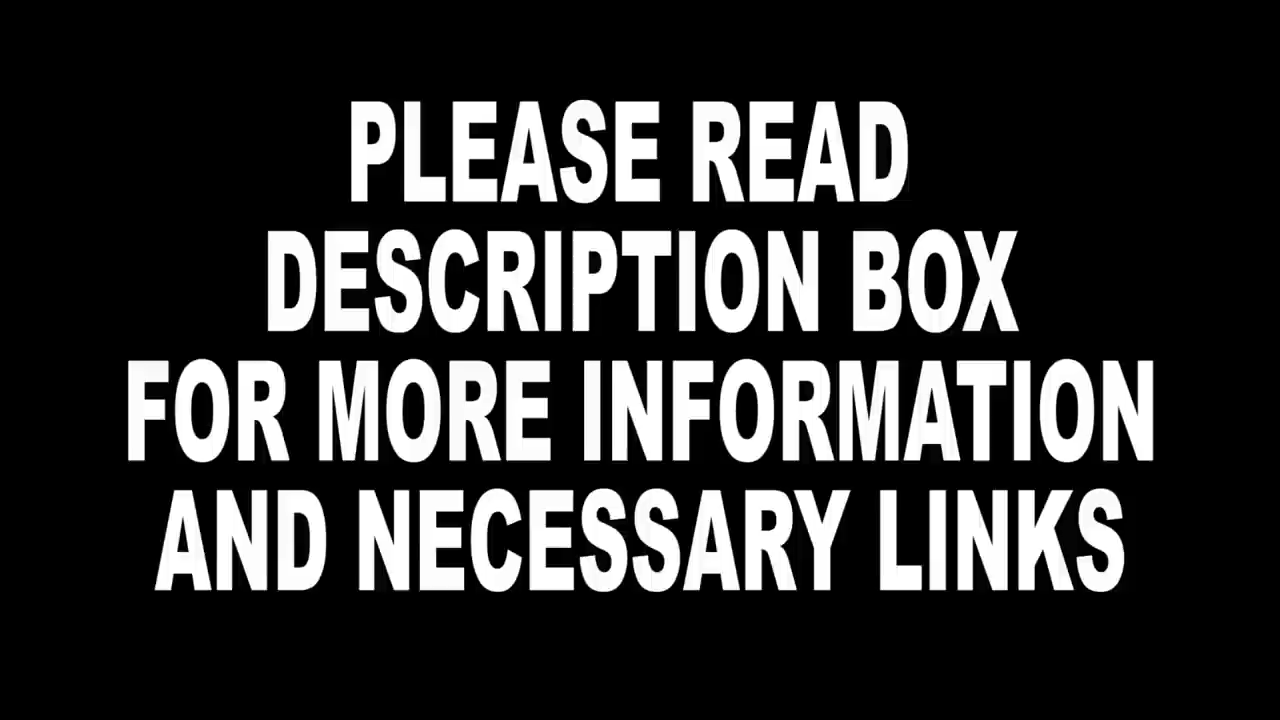 PLEASE READ
DESCRIPTION BOX
FOR MORE INFORMATION
AND NECESSARY LINKS